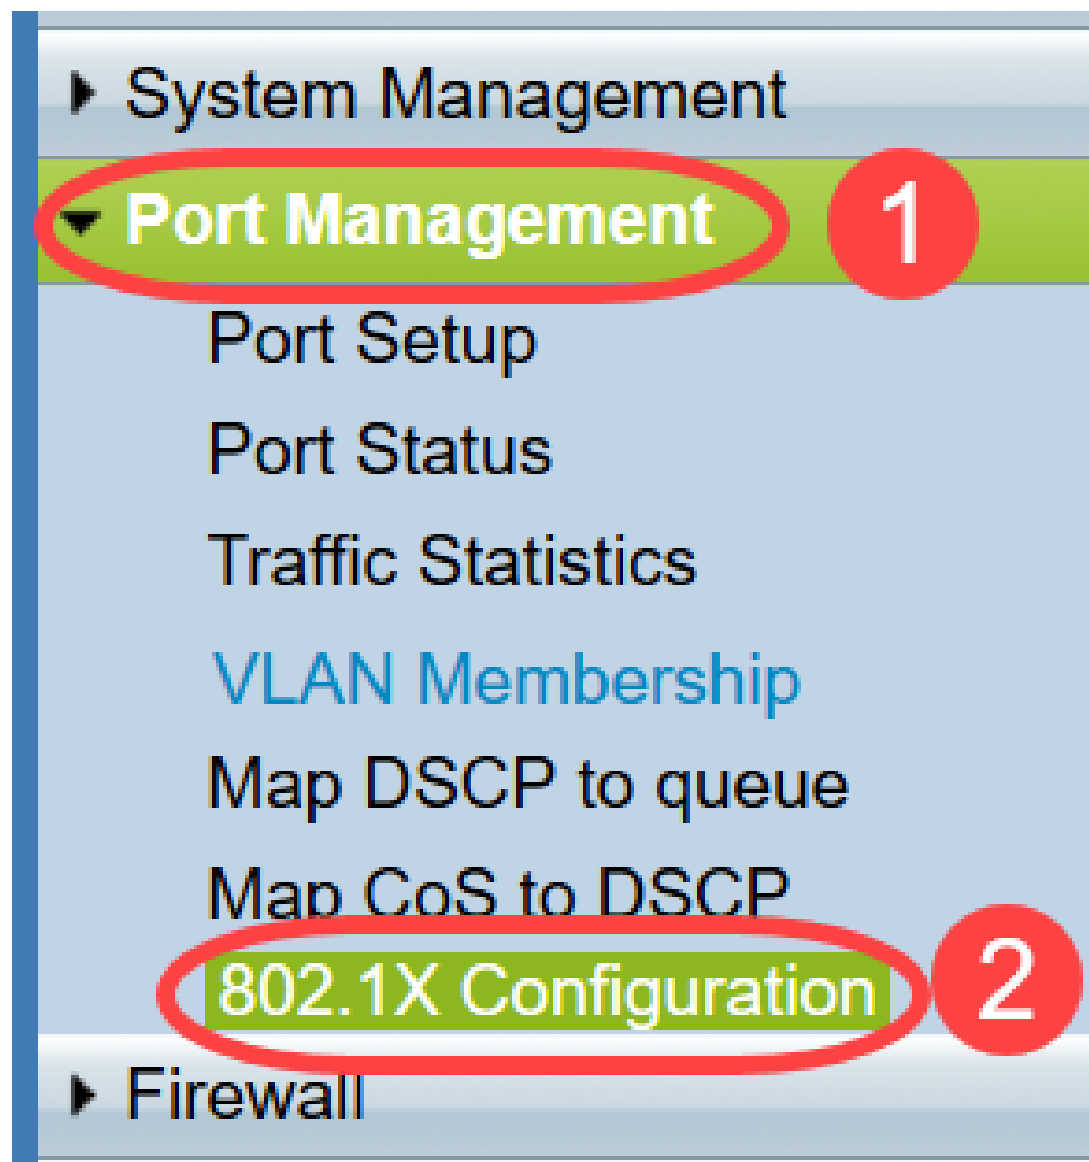 System Management
Port Management 1
Port Setup
Port Status
Traffic Statistics
VLAN Membership
Map DSCP to queue
Map CoS to DSCP
802.1X Configuration 2
Firewall